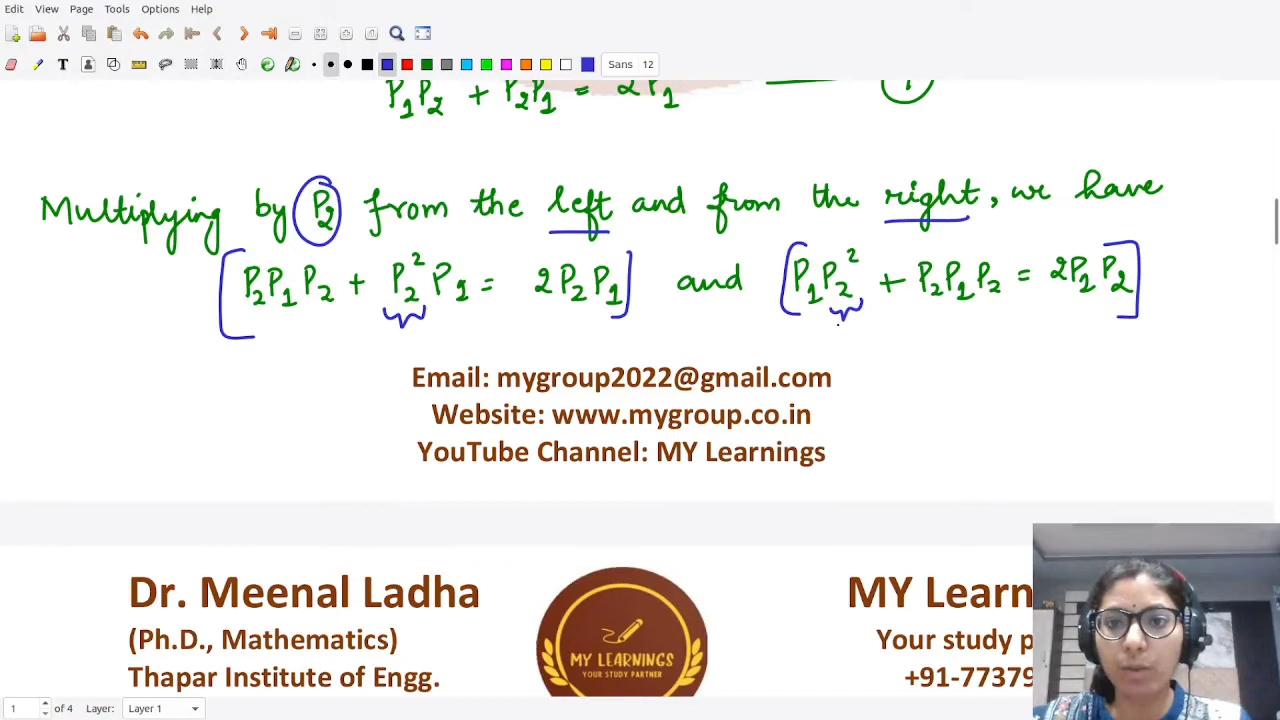 Edit View Page Tools Options Help
Sans 12
P₁P₂ + P₂P₁ = 2P₁ 1
Multiplying by P₂ from the left and from the right, we have
P₂P₁P₂ + P₂²P₁ = 2P₂P₁ and P₁P₂² + P₂P₁P₂ = 2P₁P₂
Email: mygroup2022@gmail.com
Website: www.mygroup.co.in
YouTube Channel: MY Learnings
Dr. Meenal Ladha
(Ph.D., Mathematics)
Thapar Institute of Engg.
MY LEARNINGS
YOUR STUDY PARTNER
MY Learn
Your study p
+91-77379
1 of 4 Layer: Layer 1